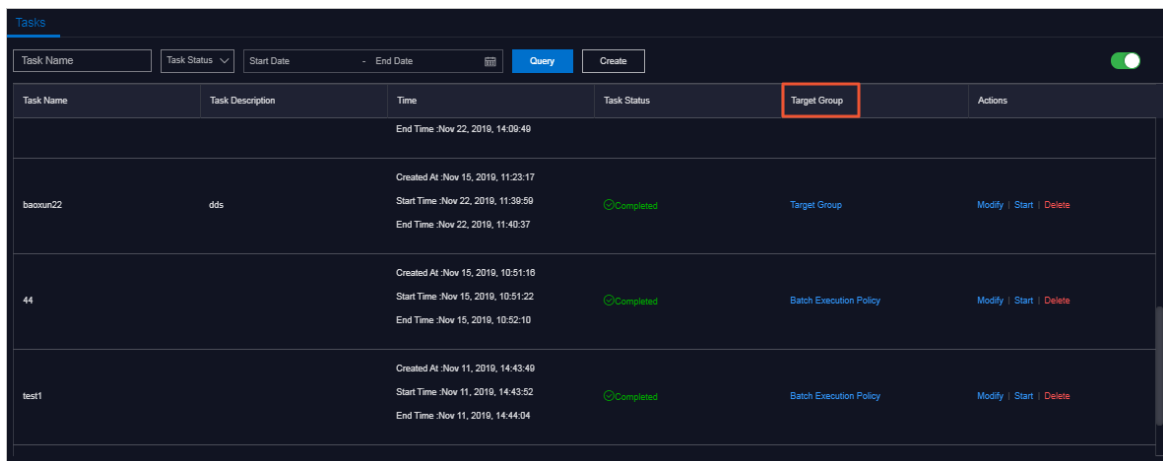 Tasks
Task Name Task Status Start Date - End Date Query Create
Task Name Task Description Time Task Status Target Group Actions
End Time :Nov 22, 2019, 14:09:49
Created At :Nov 15, 2019, 11:23:17
baoxun22 dds Start Time :Nov 22, 2019, 11:39:59 Completed Target Group Modify | Start | Delete
End Time :Nov 22, 2019, 11:40:37
Created At :Nov 15, 2019, 10:51:16
44 Start Time :Nov 15, 2019, 10:51:22 Completed Batch Execution Policy Modify | Start | Delete
End Time :Nov 15, 2019, 10:52:10
Created At :Nov 11, 2019, 14:43:49
test1 Start Time :Nov 11, 2019, 14:43:52 Completed Batch Execution Policy Modify | Start | Delete
End Time :Nov 11, 2019, 14:44:04